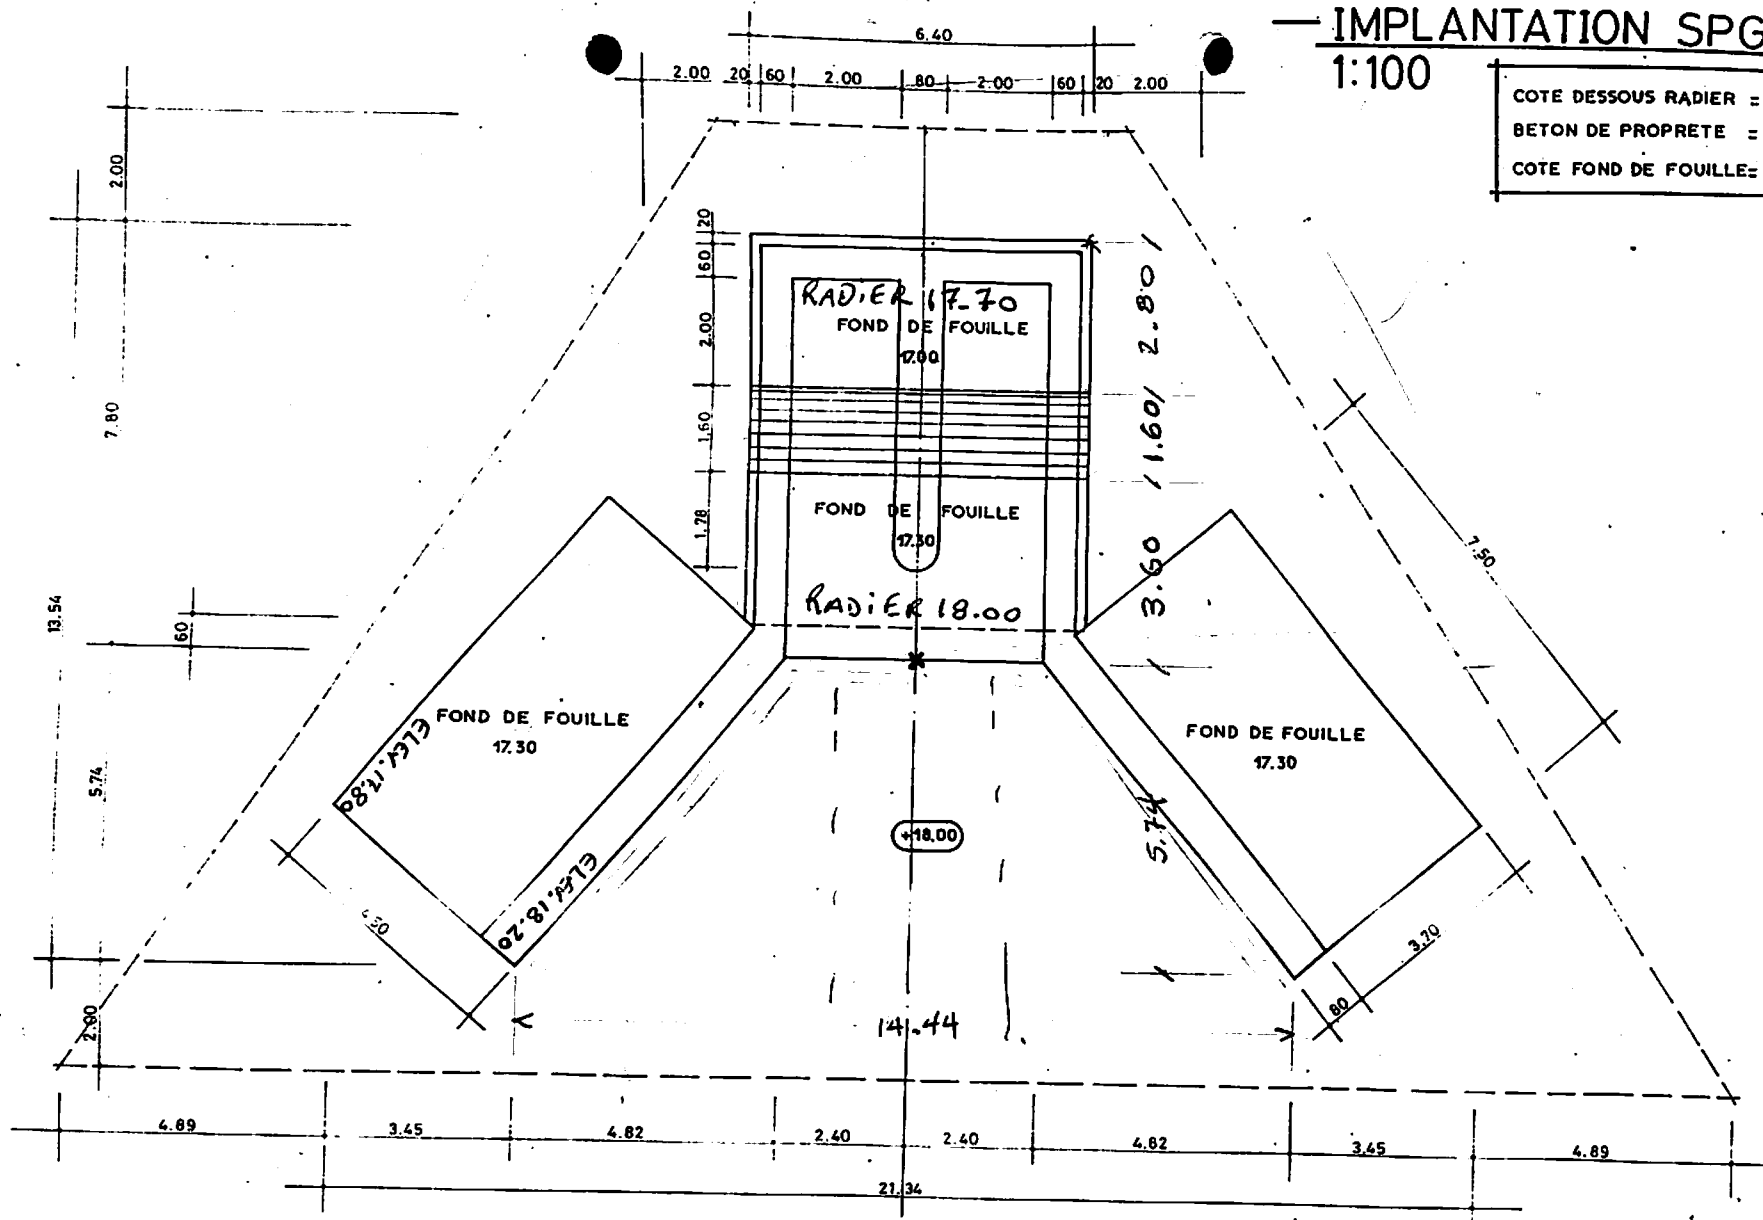 IMPLANTATION SPG
1:100
COTE DESSOUS RADIER =
BETON DE PROPRETE =
COTE FOND DE FOUILLE=
6.40
2.00 20 60 2.00 80 2.00 60 20 2.00
2.00
7.80
13.54
60
5.74
2.00
20
60
2.00
1.60
1.78
RADIER 17.70
FOND DE FOUILLE
17.00
FOND DE FOUILLE
17.30
RADIER 18.00
2.80
1.60
3.60
5.74
7.50
FOND DE FOUILLE
17.30
ELEV.17.80
ELEV.18.20
FOND DE FOUILLE
17.30
+18.00
3.70
80
14.44
4.89 3.45 4.82 2.40 2.40 4.82 3.45 4.89
21.34